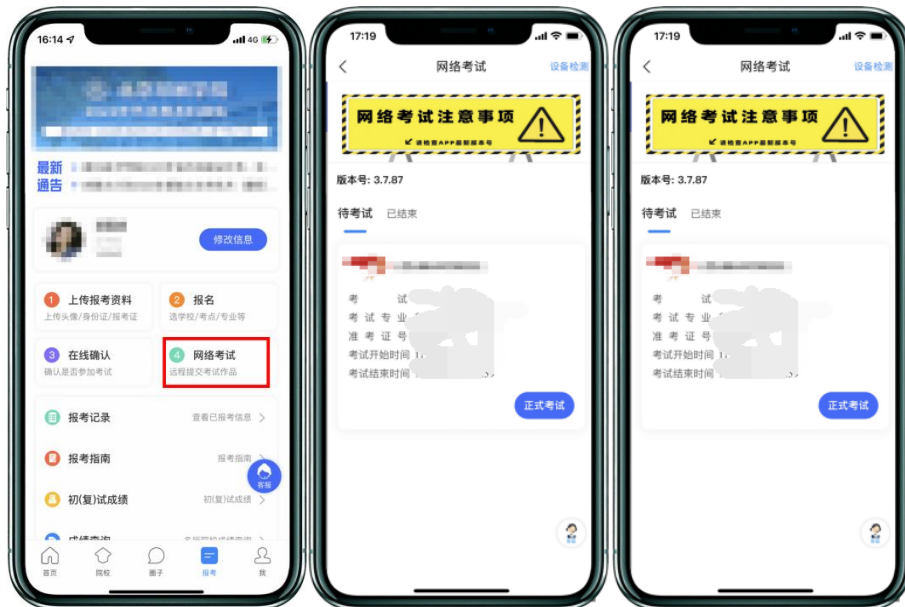 16:14
4G
最新
通告
修改信息
1 上传报考资料
上传头像/身份证/报考证
2 报名
选学校/考点/专业等
3 在线确认
确认是否参加考试
4 网络考试
远程提交考试作品
报考记录 查看已报考信息
报考指南 报考指南
客服
初(复)试成绩 初(复)试成绩
成绩查询
首页 院校 圈子 报考 我
17:19
网络考试 设备检测
网络考试注意事项
请检查APP最新版本号
版本号: 3.7.87
待考试 已结束
考 试
考试专业
准考证号
考试开始时间
考试结束时间
正式考试
17:19
网络考试 设备检测
网络考试注意事项
请检查APP最新版本号
版本号: 3.7.87
待考试 已结束
考 试
考试专业
准考证号
考试开始时间
考试结束时间
正式考试